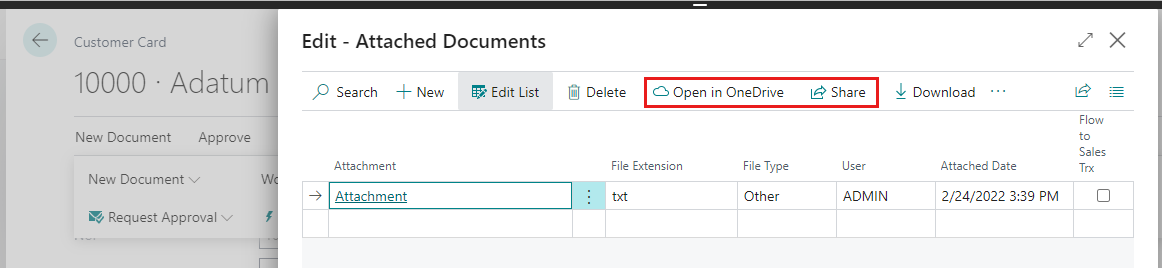 Customer Card
10000 · Adatum
New Document Approve
New Document
Request Approval
Edit - Attached Documents
Search New Edit List Delete Open in OneDrive Share Download ...
Attachment File Extension File Type User Attached Date Flow
to
Sales
Trx
Attachment txt Other ADMIN 2/24/2022 3:39 PM